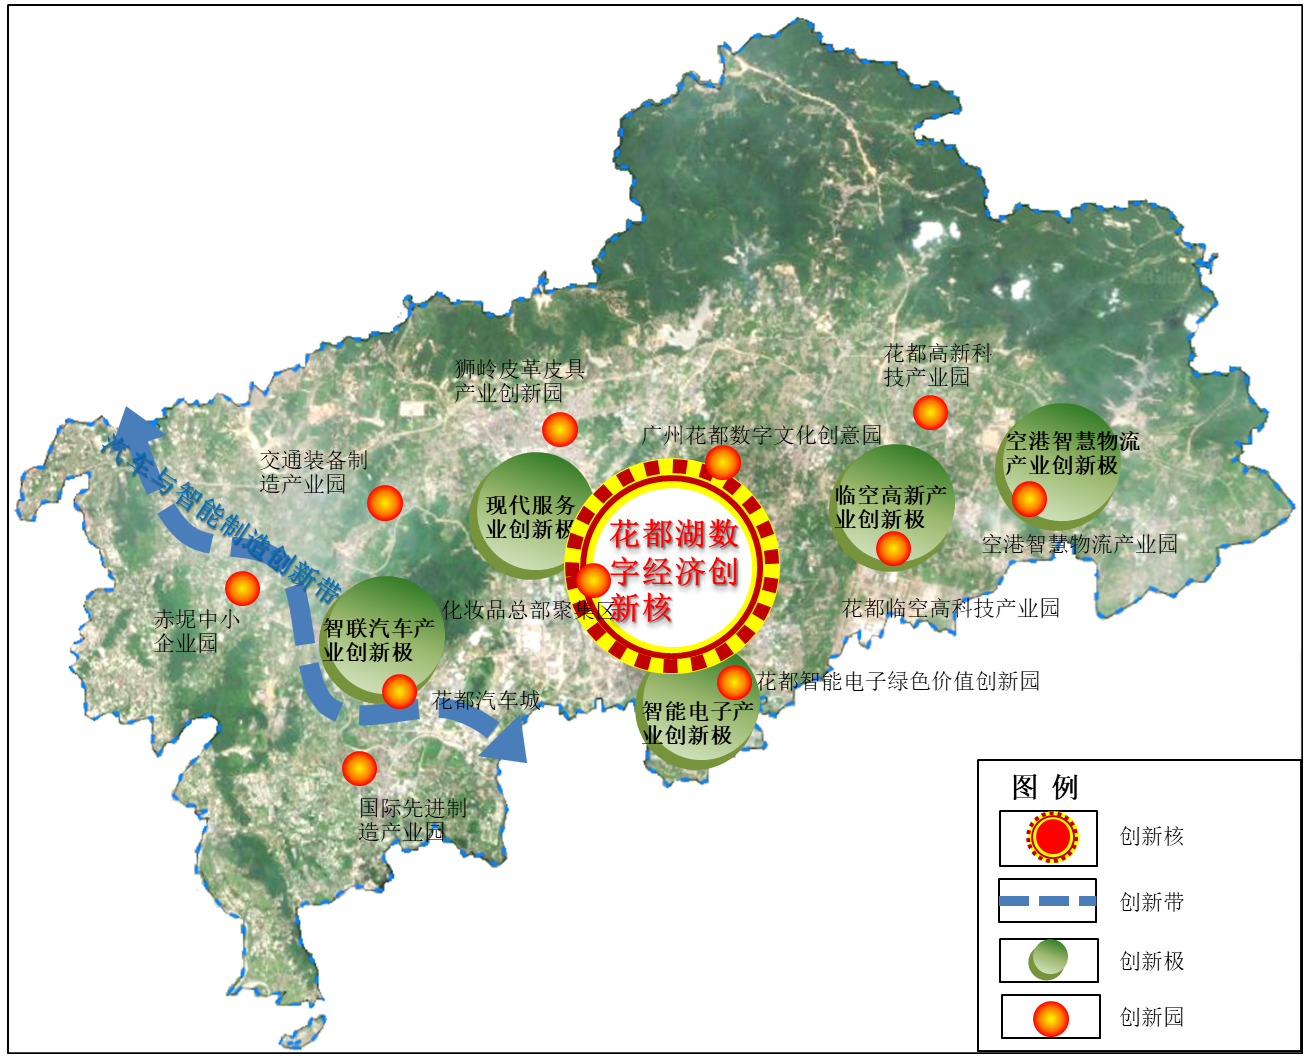 花都高新科
技产业园
狮岭皮革皮具
产业创新园
广州花都数字文化创意园
空港智慧物流
产业创新极
汽车与智能制造创新带
交通装备制
造产业园
现代服务
业创新极
临空高新产
业创新极
花都湖数
字经济创
新核
空港智慧物流产业园
赤坭中小
企业园
化妆品总部聚集区
花都临空高科技产业园
智联汽车产
业创新极
花都汽车城
花都智能电子绿色价值创新园
智能电子产
业创新极
国际先进制
造产业园
图 例
创新核
创新带
创新极
创新园